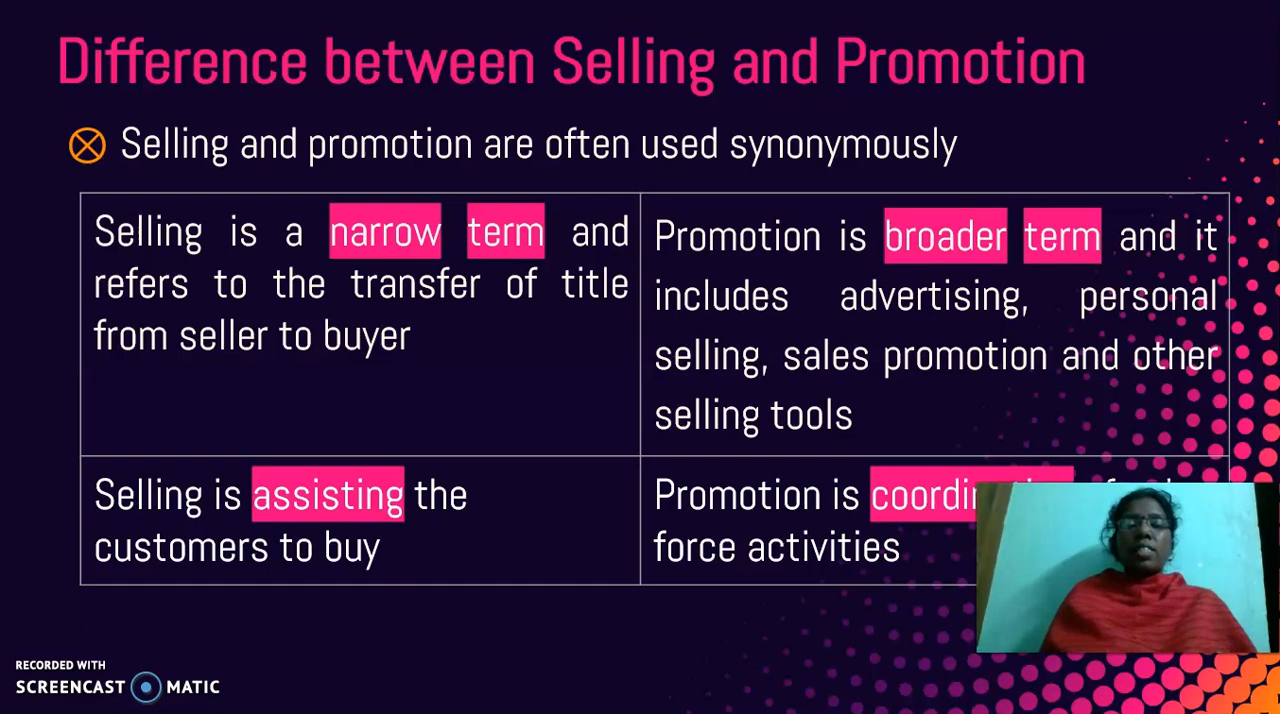 Difference between Selling and Promotion
Selling and promotion are often used synonymously
Selling is a narrow term and
refers to the transfer of title
from seller to buyer
Promotion is broader term and it
includes advertising, personal
selling, sales promotion and other
selling tools
Selling is assisting the
customers to buy
Promotion is
force activities
RECORDED WITH
SCREENCAST MATIC